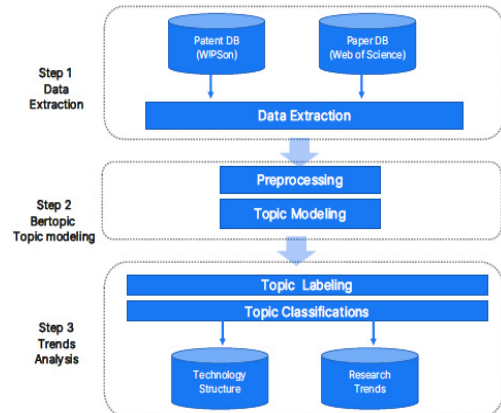 Patent DB
(WIPSon)
Paper DB
(Web of Science)
Step 1
Data
Extraction
Data Extraction
Step 2
Bertopic
Topic modeling
Preprocessing
Topic Modeling
Step 3
Trends
Analysis
Topic Labeling
Topic Classifications
Technology
Structure
Research
Trends